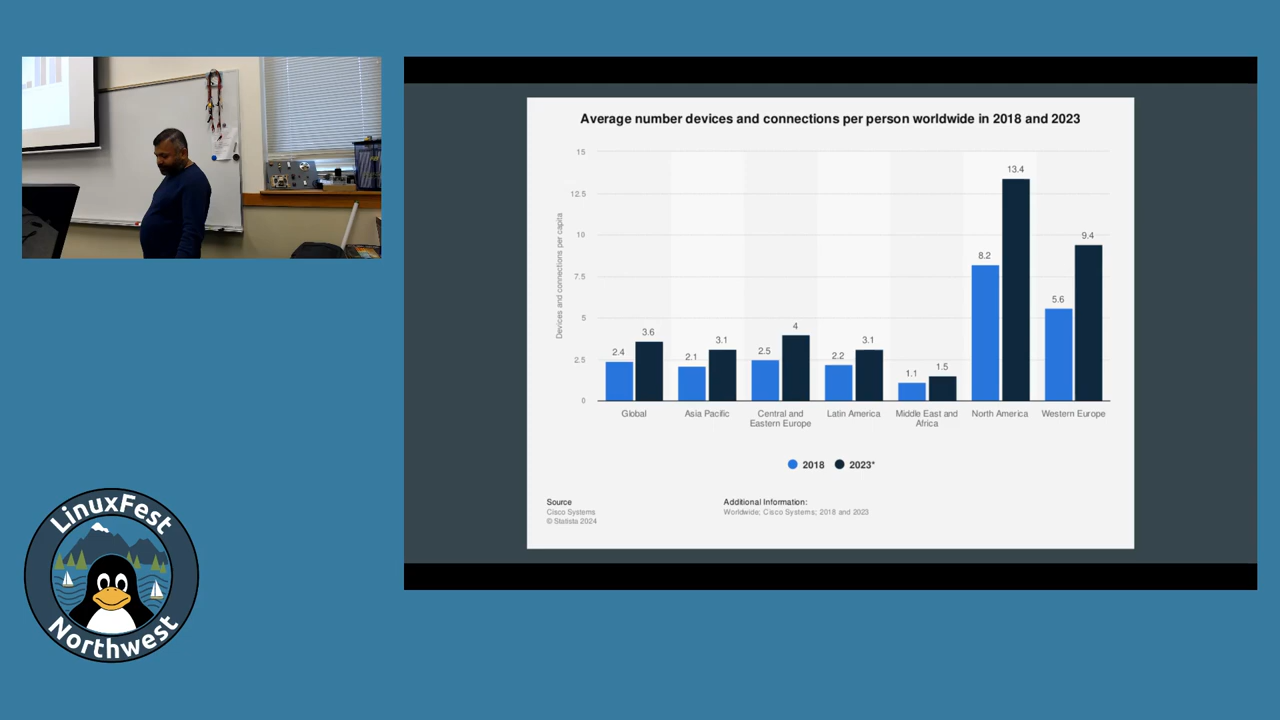 Average number devices and connections per person worldwide in 2018 and 2023
Devices and connections per capita
15
12.5
10
7.5
5
2.5
0
2.4
3.6
2.1
3.1
2.5
4
2.2
3.1
1.1
1.5
8.2
13.4
5.6
9.4
Global
Asia Pacific
Central and
Eastern Europe
Latin America
Middle East and
Africa
North America
Western Europe
2018
2023*
Source
Cisco Systems
© Statista 2024
Additional Information:
Worldwide; Cisco Systems; 2018 and 2023
LinuxFest
Northwest